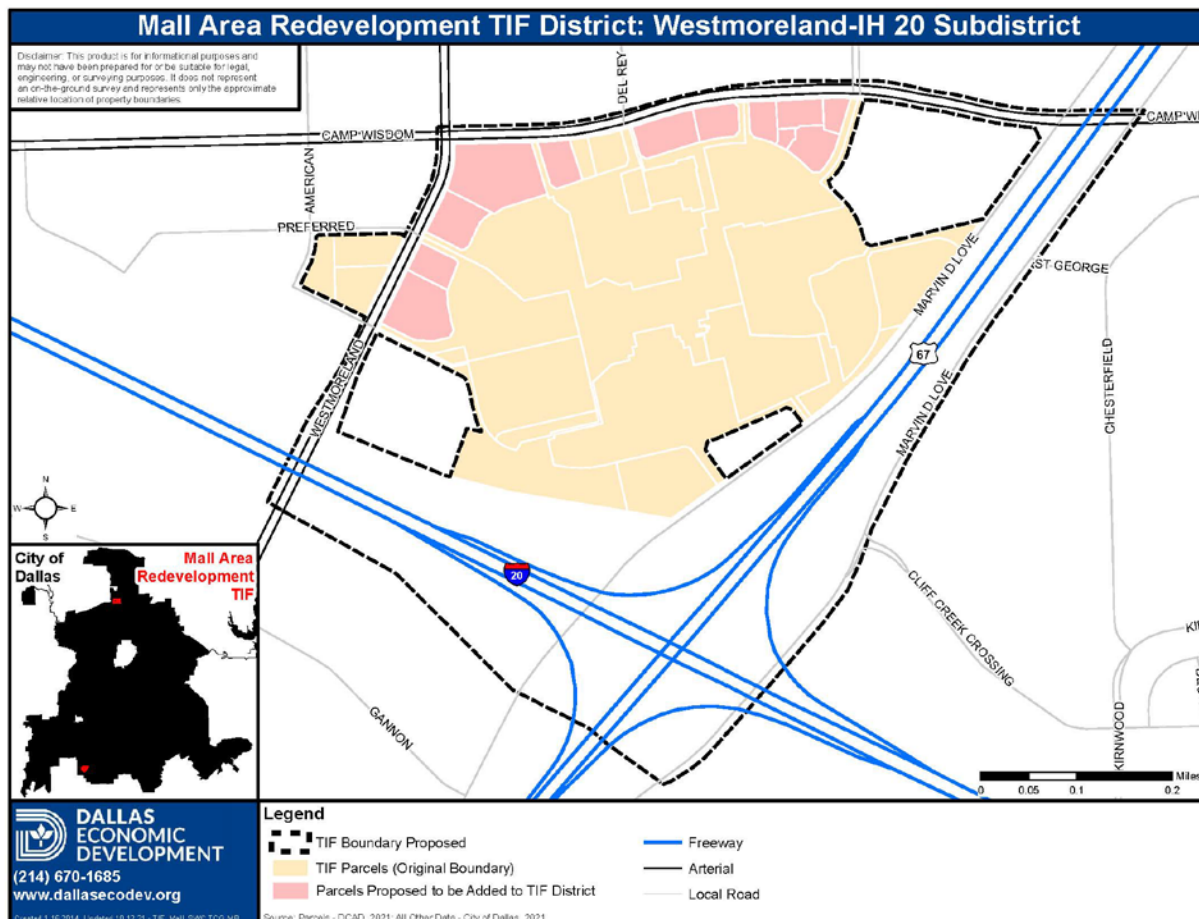 Mall Area Redevelopment TIF District: Westmoreland-IH 20 Subdistrict
Disclaimer: This product is for informational purposes and
may not have been prepared for or be suitable for legal,
engineering, or surveying purposes. It does not represent
an on-the-ground survey and represents only the approximate
relative location of property boundaries.
DEL REY
CAMP WISDOM
CAMP WI
AMERICAN
PREFERRED
MARVIN D LOVE
ST GEORGE
67
CHESTERFIELD
WESTMORELAND
MARVIN D LOVE
N
W E
S
20
CLIFF CREEK CROSSING
GANNON
KIRNWOOD
City of
Dallas
Mall Area
Redevelopment
TIF
Miles
0 0.05 0.1 0.2
DALLAS
ECONOMIC
DEVELOPMENT
(214) 670-1685
www.dallasecodev.org
Legend
TIF Boundary Proposed
TIF Parcels (Original Boundary)
Parcels Proposed to be Added to TIF District
Freeway
Arterial
Local Road
Source: Parcels - DCAD, 2021; All Other Data - City of Dallas, 2021